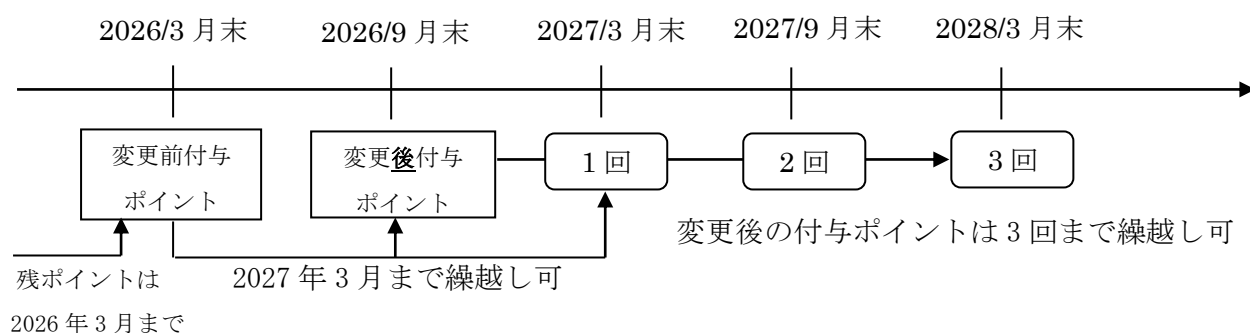 2026/3 月末 2026/9 月末 2027/3 月末 2027/9 月末 2028/3 月末
変更前付与
ポイント
変更後付与
ポイント
1 回
2 回
3 回
変更後の付与ポイントは 3 回まで繰越し可
2027 年 3 月まで繰越し可
残ポイントは
2026 年 3 月まで